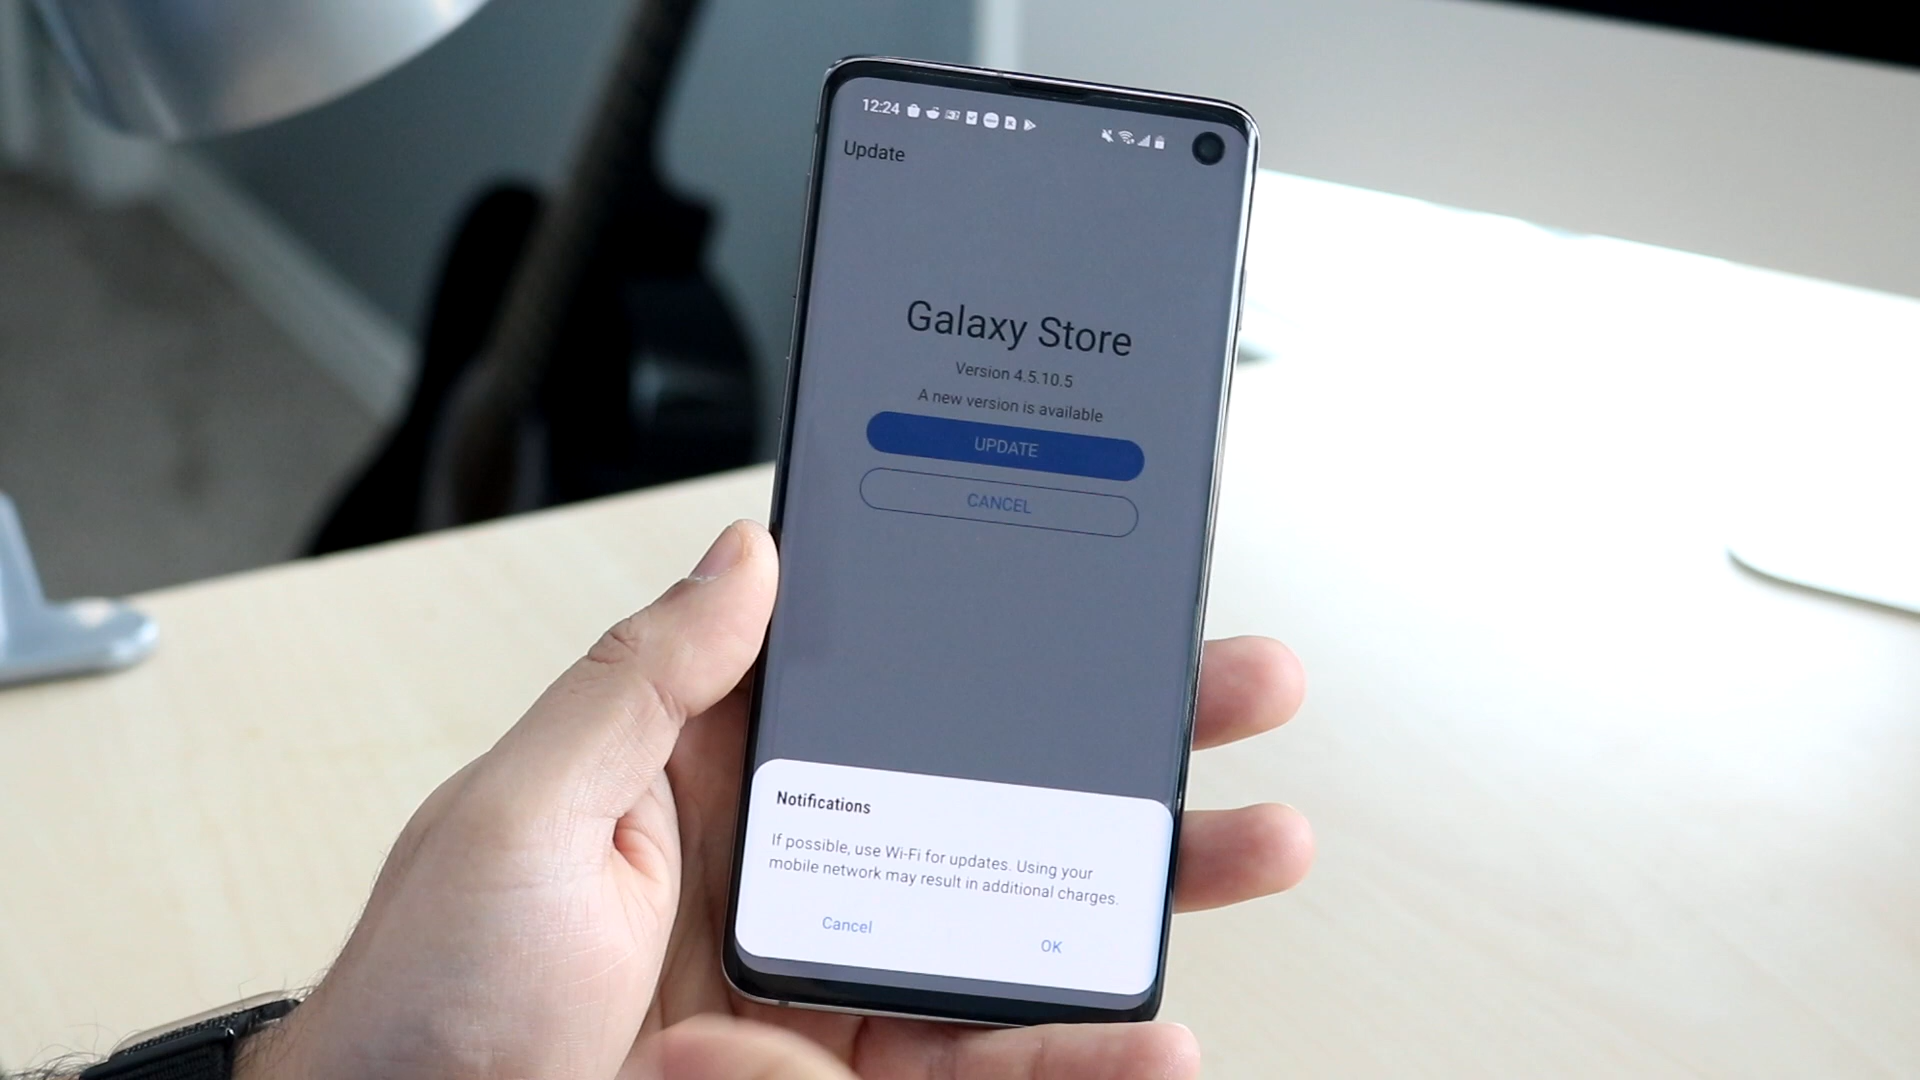 12:24
Update
Galaxy Store
Version 4.5.10.5
A new version is available
UPDATE
CANCEL
Notifications
If possible, use Wi-Fi for updates. Using your
mobile network may result in additional charges.
Cancel
OK